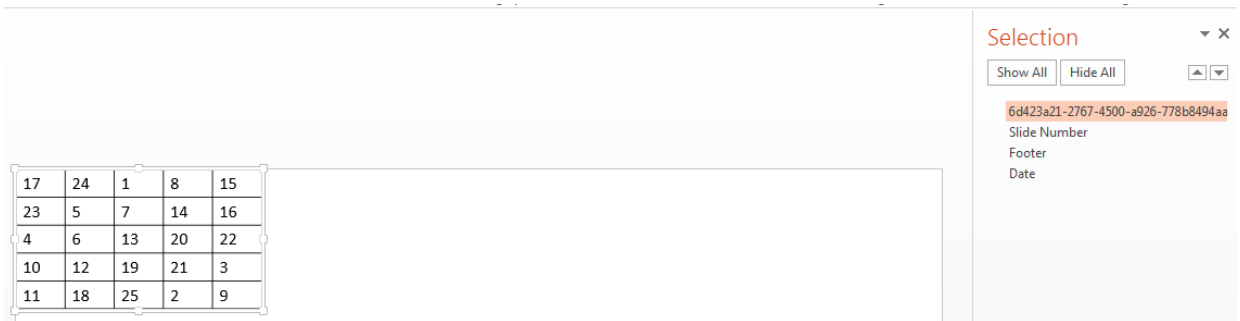 Selection
Show All Hide All
6d423a21-2767-4500-a926-778b8494aa
Slide Number
Footer
Date
17 24 1 8 15
23 5 7 14 16
4 6 13 20 22
10 12 19 21 3
11 18 25 2 9